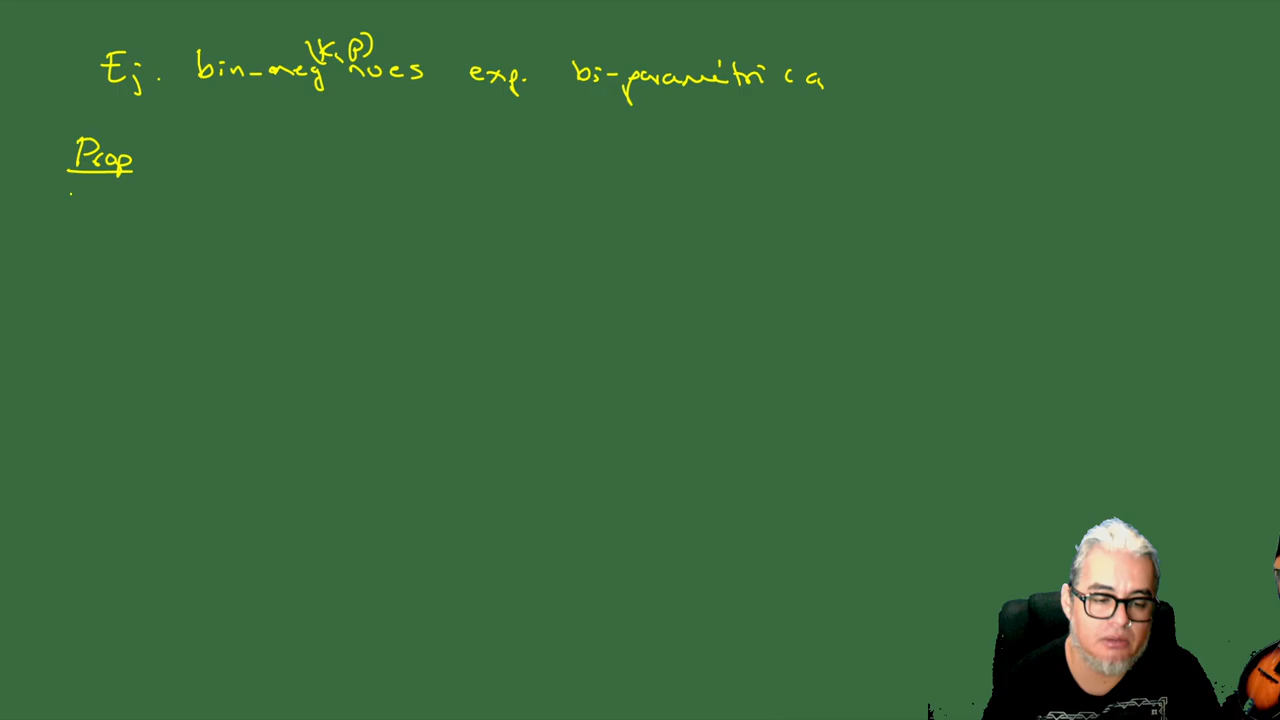 Ej. bin-neg (k, p) no es exp. bi-paramétrica
Prop